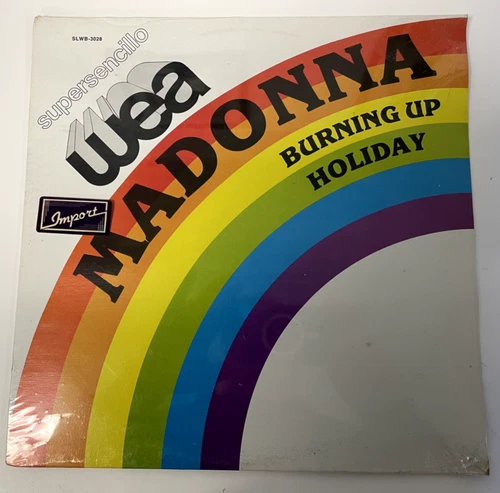 SLWB-3028
supersencillo
wea
MADONNA
BURNING UP
HOLIDAY
Import